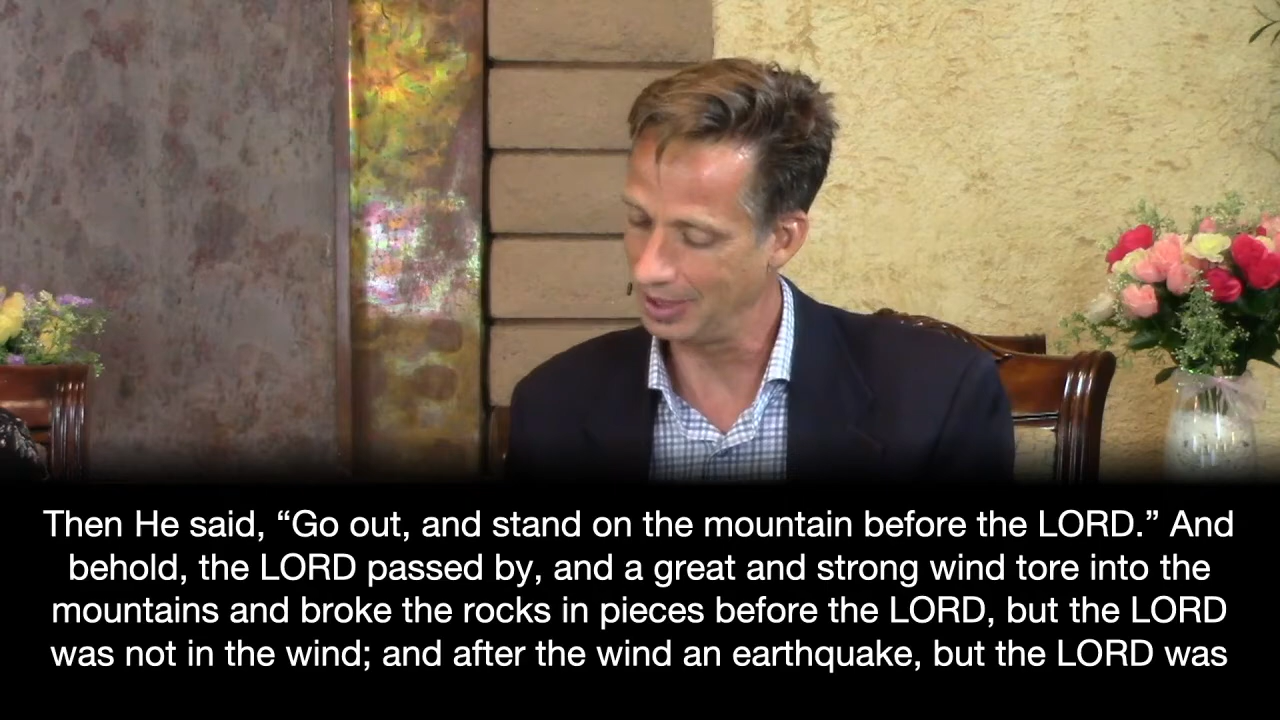 Then He said, “Go out, and stand on the mountain before the LORD.” And
behold, the LORD passed by, and a great and strong wind tore into the
mountains and broke the rocks in pieces before the LORD, but the LORD
was not in the wind; and after the wind an earthquake, but the LORD was